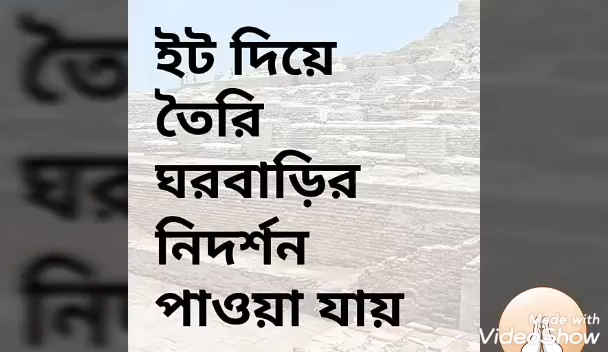 ইট দিয়ে
তৈরি
ঘরবাড়ির
নিদর্শন
পাওয়া যায়
Made with
VideoShow